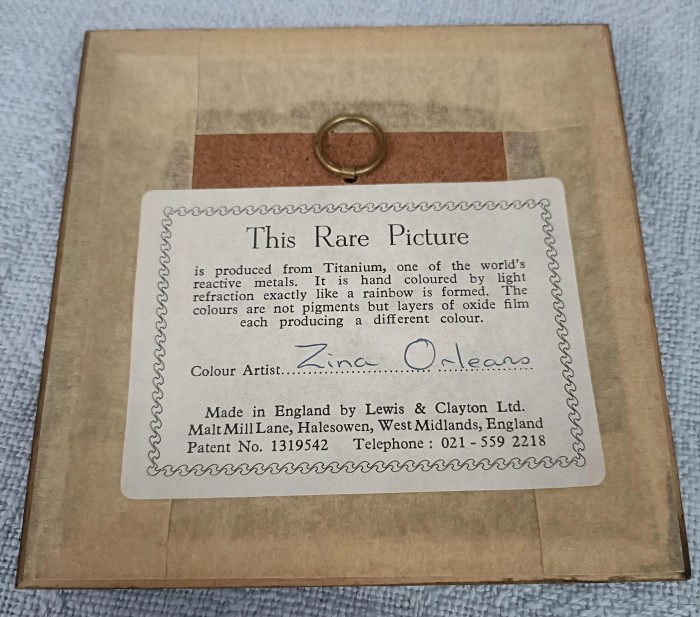 This Rare Picture
is produced from Titanium, one of the world's
reactive metals. It is hand coloured by light
refraction exactly like a rainbow is formed. The
colours are not pigments but layers of oxide film
each producing a different colour.
Colour Artist....Zina Orleans
Made in England by Lewis & Clayton Ltd.
Malt Mill Lane, Halesowen, West Midlands, England
Patent No. 1319542 Telephone : 021 - 559 2218